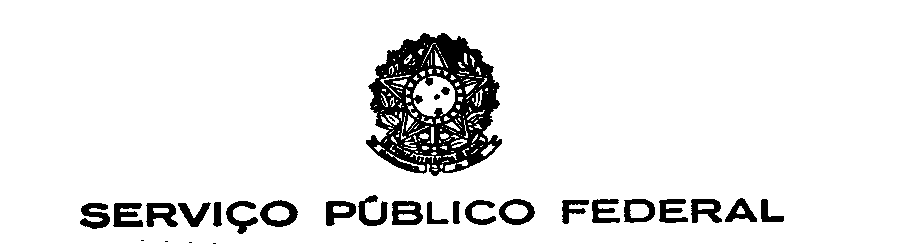 SERVIÇO PÚBLICO FEDERAL